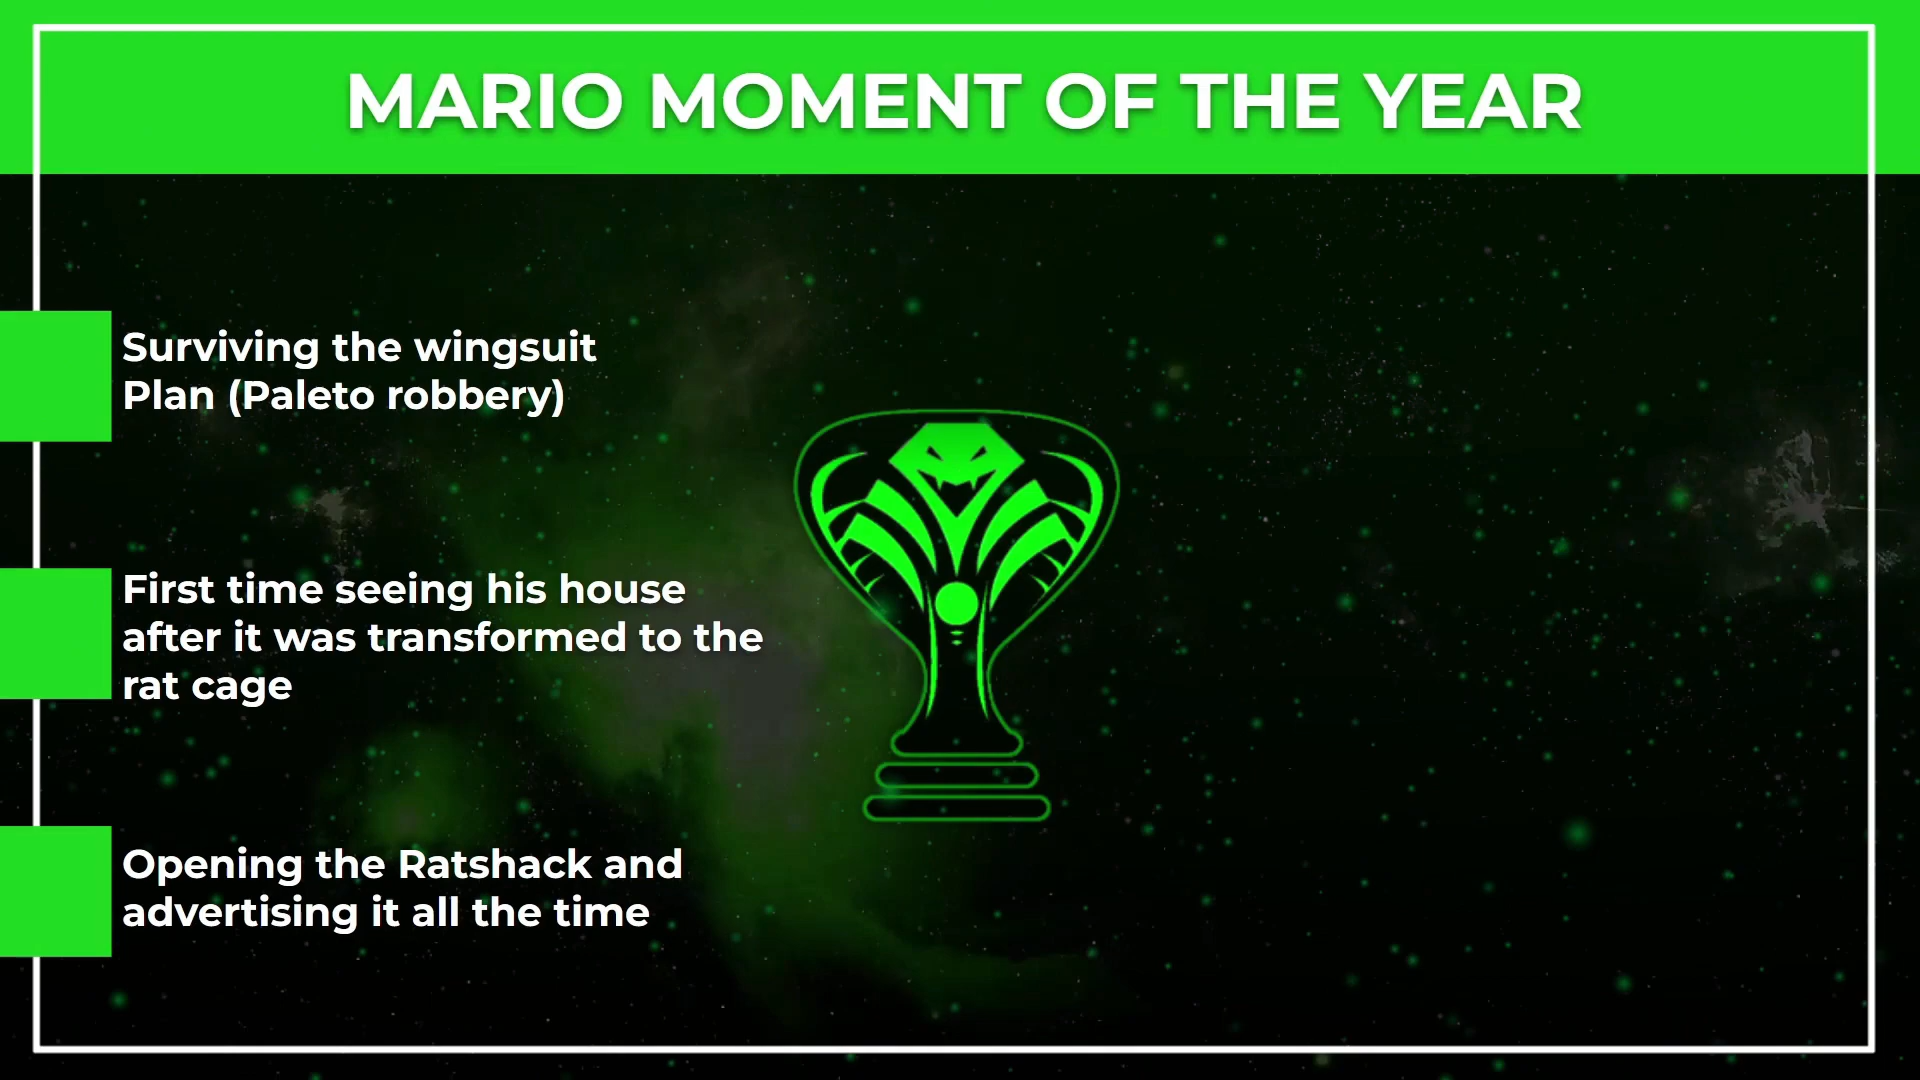 MARIO MOMENT OF THE YEAR
Surviving the wingsuit
Plan (Paleto robbery)
First time seeing his house
after it was transformed to the
rat cage
Opening the Ratshack and
advertising it all the time